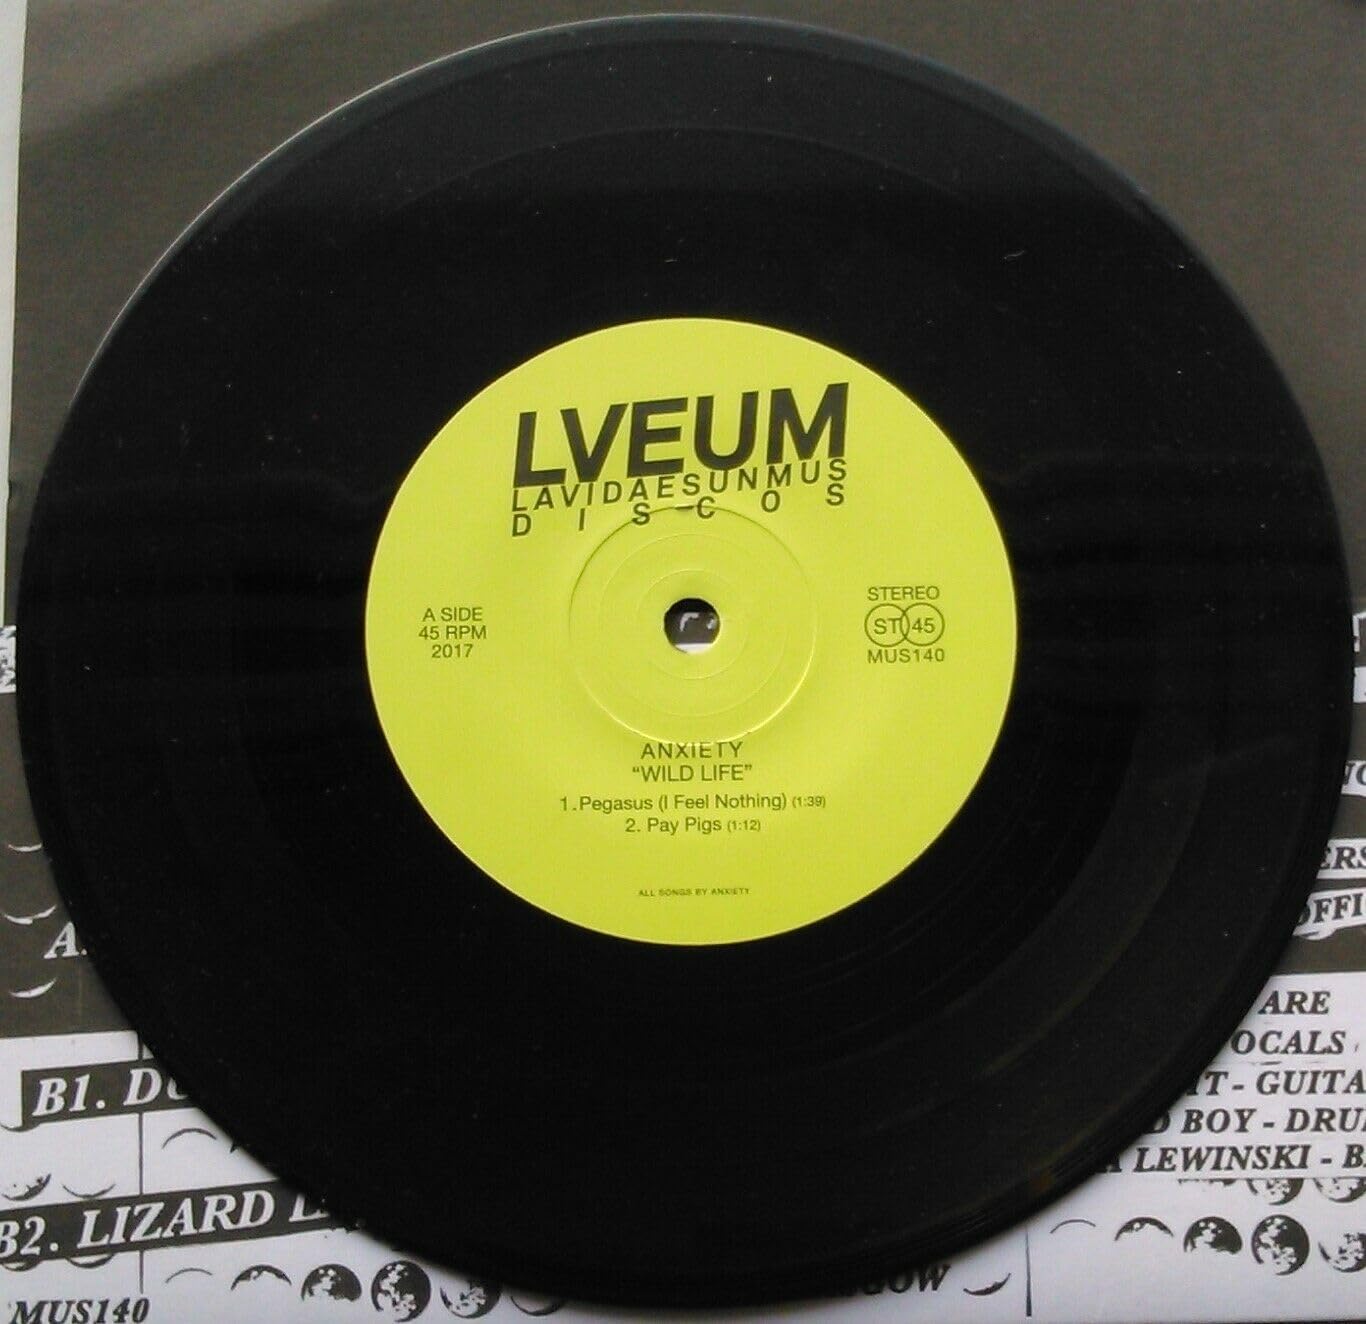 LVEUM
LAVIDAESUNMUS
DISCOS
A SIDE
45 RPM
2017
STEREO
ST 45
MUS140
ANXIETY
“WILD LIFE”
1. Pegasus (I Feel Nothing) (1:39)
2. Pay Pigs (1:12)
ALL SONGS BY ANXIETY
ARE
OCALS
IT - GUITA
D BOY - DRU
A LEWINSKI - B
B1. DO
B2. LIZARD
MUS140